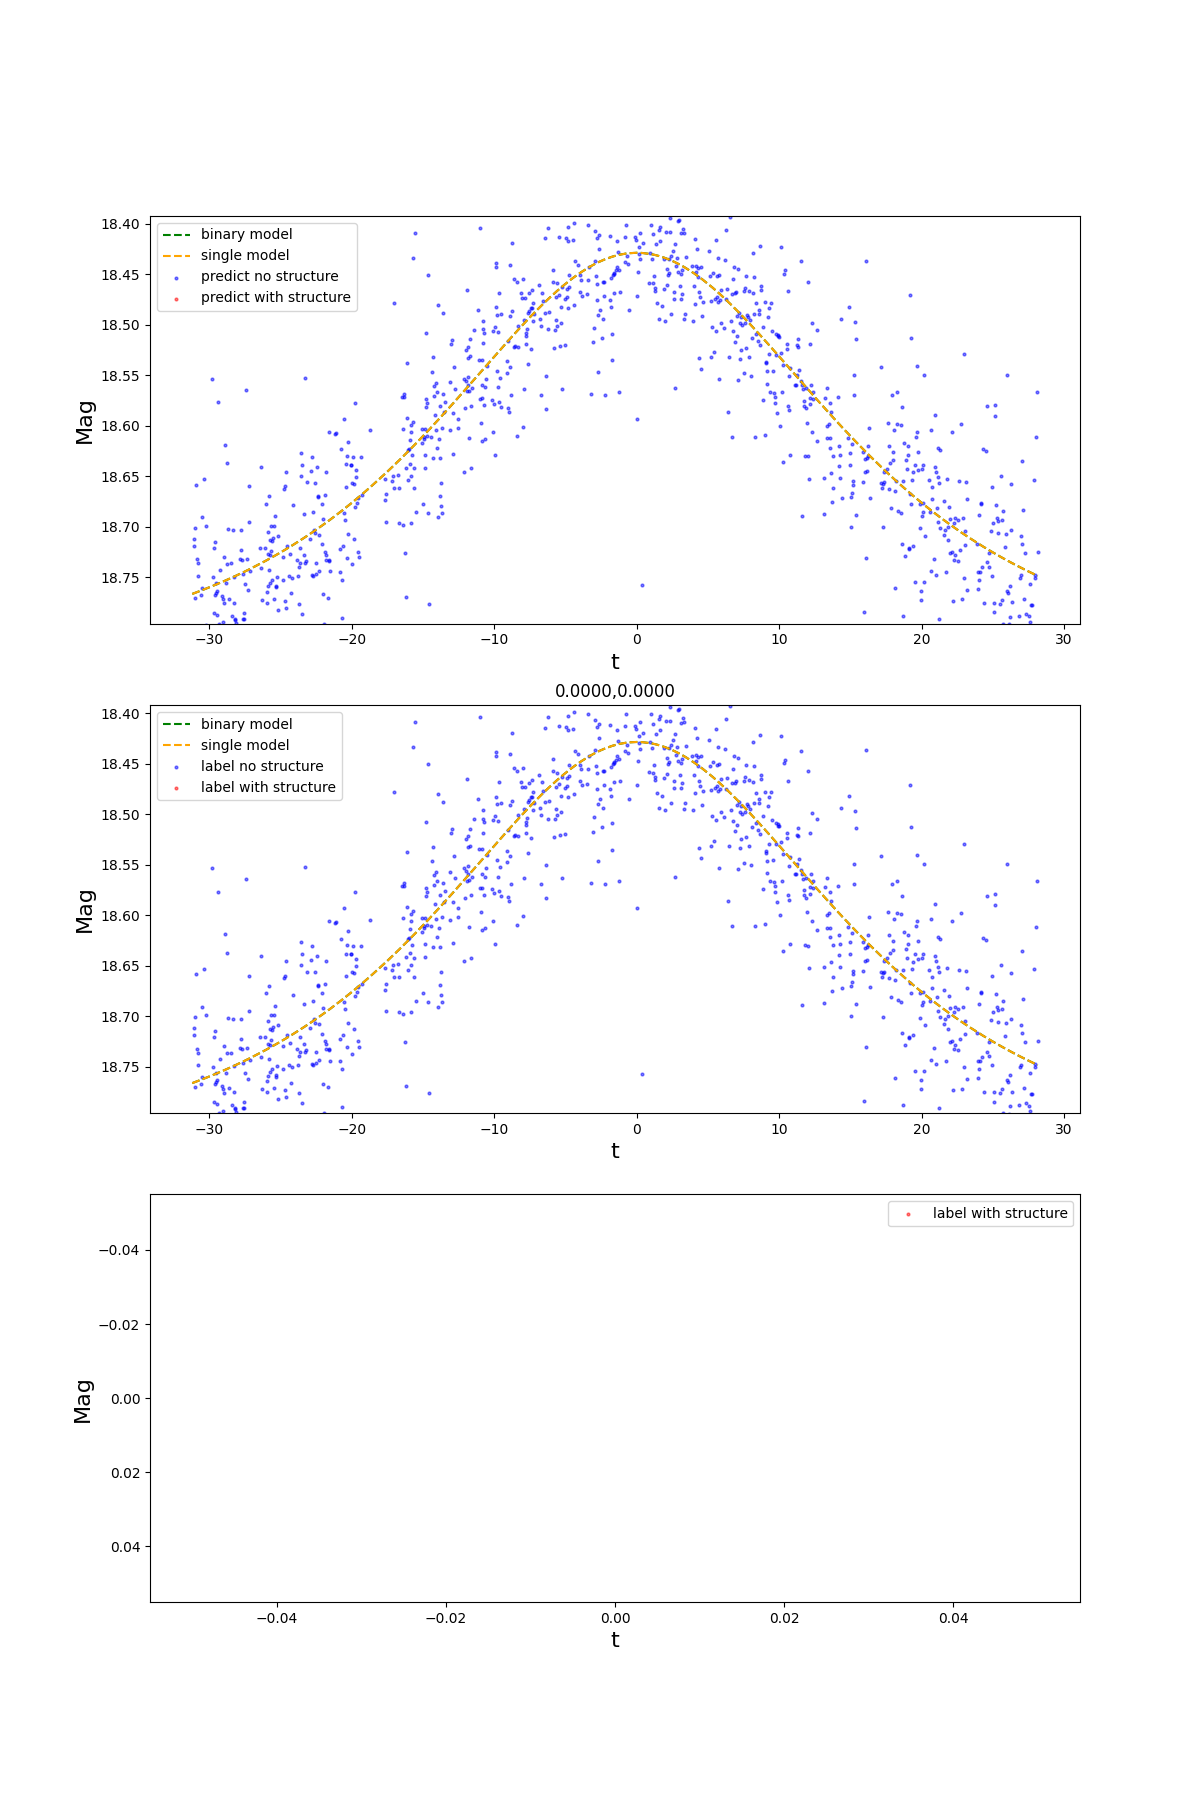 18.40
18.45
18.50
18.55
18.60
18.65
18.70
18.75
Mag
binary model
single model
predict no structure
predict with structure
−30
−20
−10
0
10
20
30
t
0.0000,0.0000
18.40
18.45
18.50
18.55
18.60
18.65
18.70
18.75
Mag
binary model
single model
label no structure
label with structure
−30
−20
−10
0
10
20
30
t
−0.04
−0.02
0.00
0.02
0.04
Mag
label with structure
−0.04
−0.02
0.00
0.02
0.04
t